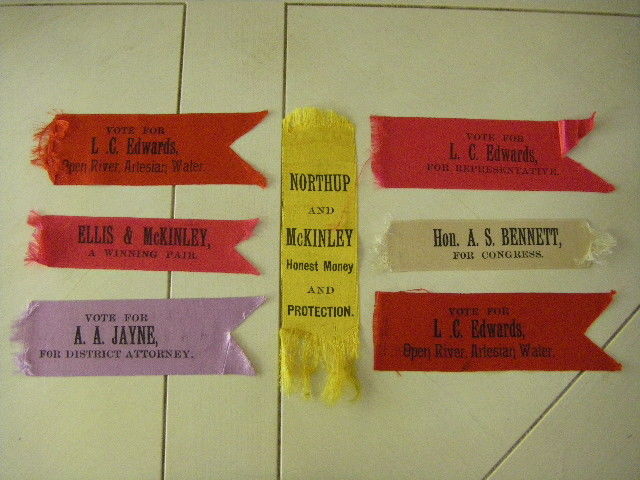 VOTE FOR
L .C. Edwards,
Open River, Artesian Water.
ELLIS & McKINLEY,
A WINNING PAIR.
VOTE FOR
A. A. JAYNE,
FOR DISTRICT ATTORNEY.
NORTHUP
AND
McKINLEY
Honest Money
AND
PROTECTION.
VOTE FOR
L. C. Edwards,
FOR REPRESENTATIVE.
Hon. A. S. BENNETT,
FOR CONGRESS.
VOTE FOR
L .C. Edwards,
Open River, Artesian Water.